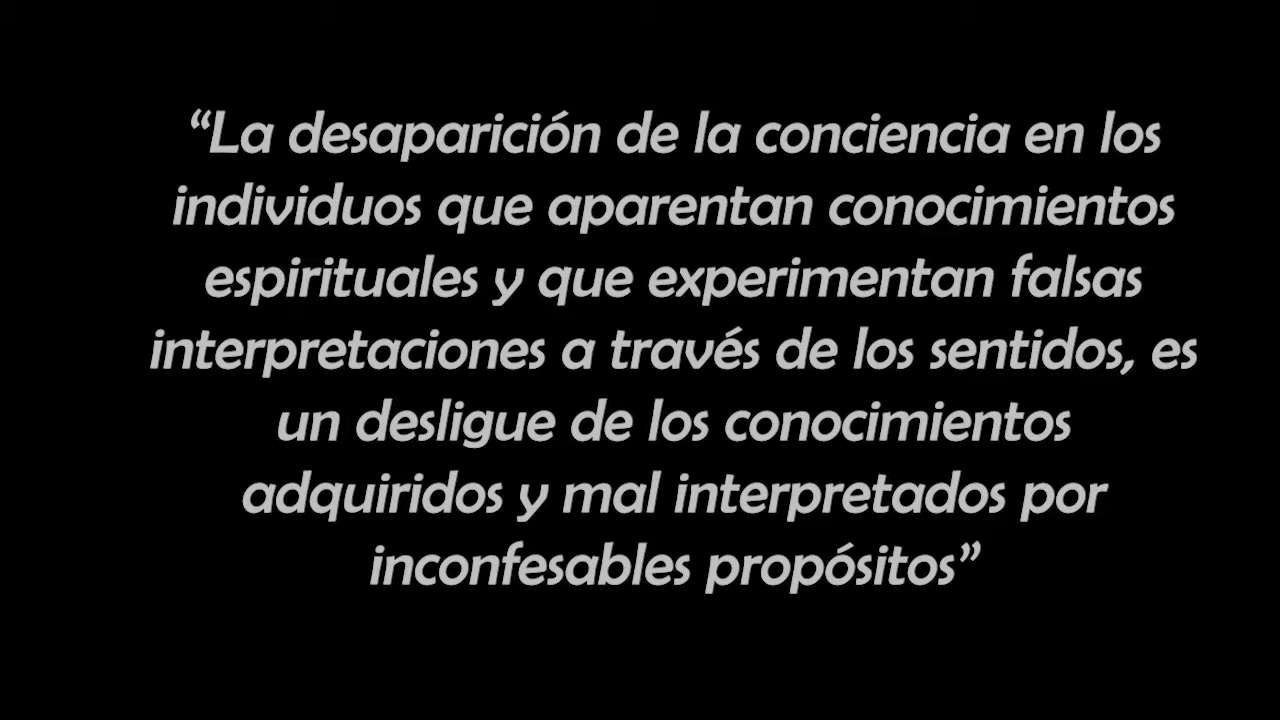 “La desaparición de la conciencia en los
individuos que aparentan conocimientos
espirituales y que experimentan falsas
interpretaciones a través de los sentidos, es
un desligue de los conocimientos
adquiridos y mal interpretados por
inconfesables propósitos”